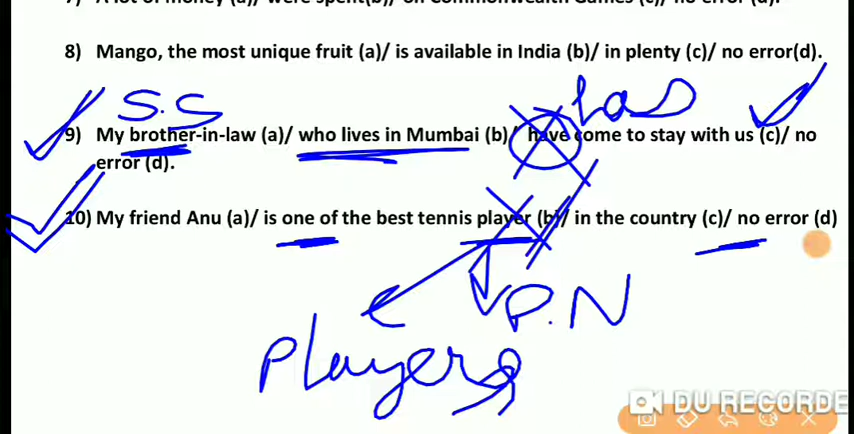 8) Mango, the most unique fruit (a)/ is available in India (b)/ in plenty (c)/ no error(d).
S.S has
9) My brother-in-law (a)/ who lives in Mumbai (b)/ have come to stay with us (c)/ no
error (d).
10) My friend Anu (a)/ is one of the best tennis player (b)/ in the country (c)/ no error (d)
P.N
Players
DU RECORDE